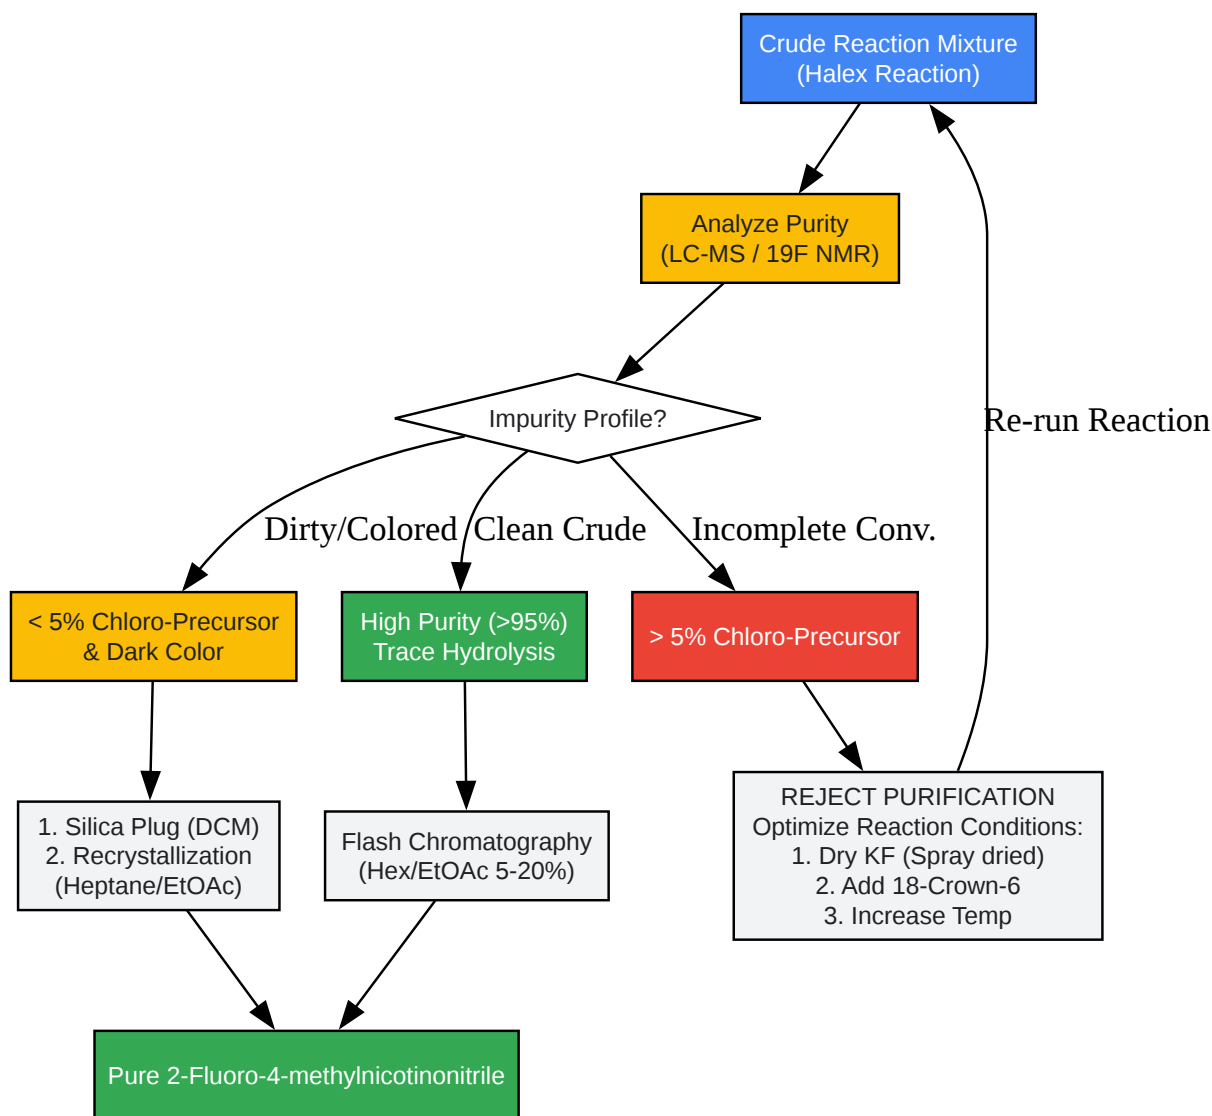 Crude Reaction Mixture
(Halex Reaction)
Analyze Purity
(LC-MS / 19F NMR)
Impurity Profile?
Re-run Reaction
Dirty/Colored
Clean Crude
Incomplete Conv.
< 5% Chloro-Precursor
& Dark Color
High Purity (>95%)
Trace Hydrolysis
> 5% Chloro-Precursor
1. Silica Plug (DCM)
2. Recrystallization
(Heptane/EtOAc)
Flash Chromatography
(Hex/EtOAc 5-20%)
REJECT PURIFICATION
Optimize Reaction Conditions:
1. Dry KF (Spray dried)
2. Add 18-Crown-6
3. Increase Temp
Pure 2-Fluoro-4-methylnicotinonitrile